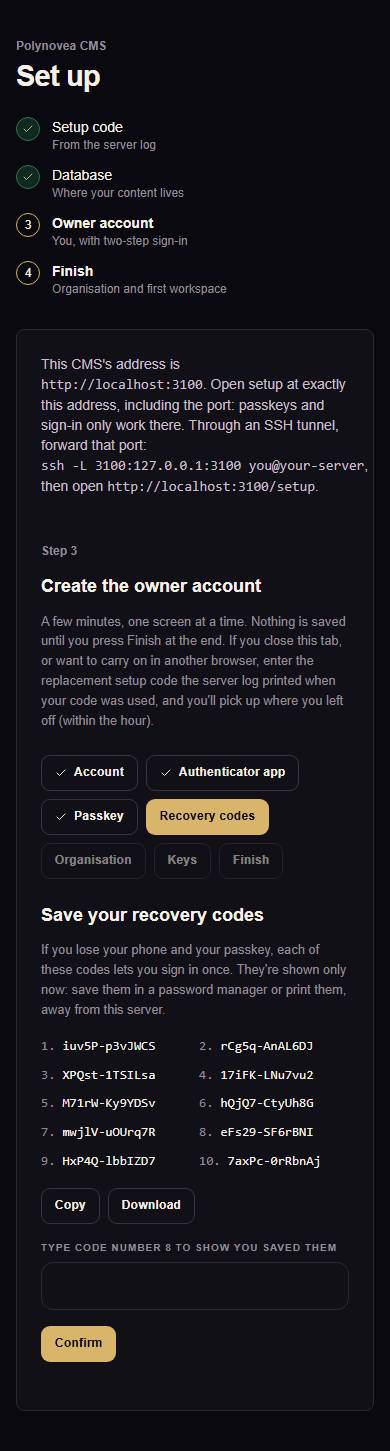 Polynovea CMS
Set up
Setup code
From the server log
Database
Where your content lives
3 Owner account
You, with two-step sign-in
4 Finish
Organisation and first workspace
This CMS's address is
http://localhost:3100. Open setup at exactly
this address, including the port: passkeys and
sign-in only work there. Through an SSH tunnel,
forward that port:
ssh -L 3100:127.0.0.1:3100 you@your-server,
then open http://localhost:3100/setup.
Step 3
Create the owner account
A few minutes, one screen at a time. Nothing is saved
until you press Finish at the end. If you close this tab,
or want to carry on in another browser, enter the
replacement setup code the server log printed when
your code was used, and you'll pick up where you left
off (within the hour).
Account Authenticator app
Passkey Recovery codes
Organisation Keys Finish
Save your recovery codes
If you lose your phone and your passkey, each of
these codes lets you sign in once. They're shown only
now: save them in a password manager or print them,
away from this server.
1. iuv5P-p3vJWCS 2. rCg5q-AnAL6DJ
3. XPQst-1TSILsa 4. 17iFK-LNu7vu2
5. M71rW-Ky9YDSv 6. hQjQ7-CtyUh8G
7. mwjlV-uOUrq7R 8. eFs29-SF6rBNI
9. HxP4Q-lbbIZD7 10. 7axPc-0rRbnAj
Copy Download
TYPE CODE NUMBER 8 TO SHOW YOU SAVED THEM
Confirm